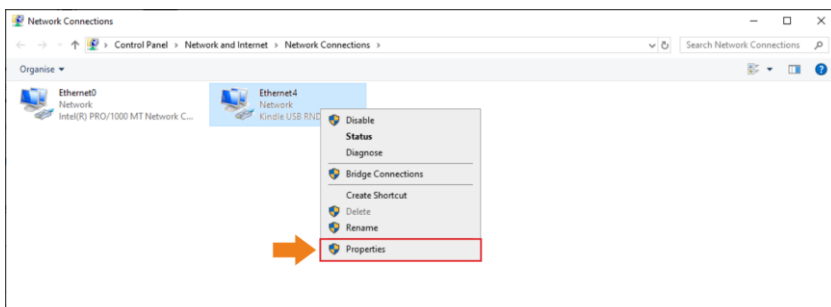 Network Connections
Control Panel > Network and Internet > Network Connections >
Search Network Connections
Organise
Ethernet0
Network
Intel(R) PRO/1000 MT Network C...
Ethernet4
Network
Kindle USB RND
Disable
Status
Diagnose
Bridge Connections
Create Shortcut
Delete
Rename
Properties